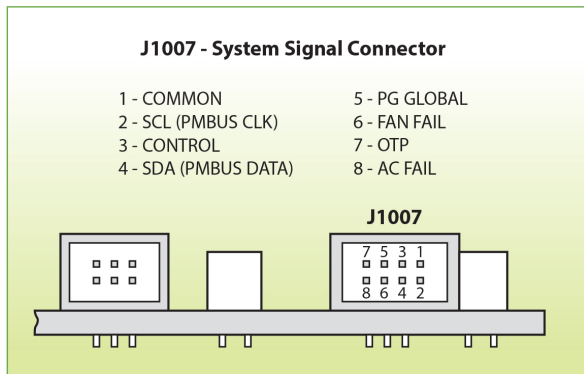 J1007 - System Signal Connector
1 - COMMON
2 - SCL (PMBUS CLK)
3 - CONTROL
4 - SDA (PMBUS DATA)
5 - PG GLOBAL
6 - FAN FAIL
7 - OTP
8 - AC FAIL
J1007
7 5 3 1
8 6 4 2